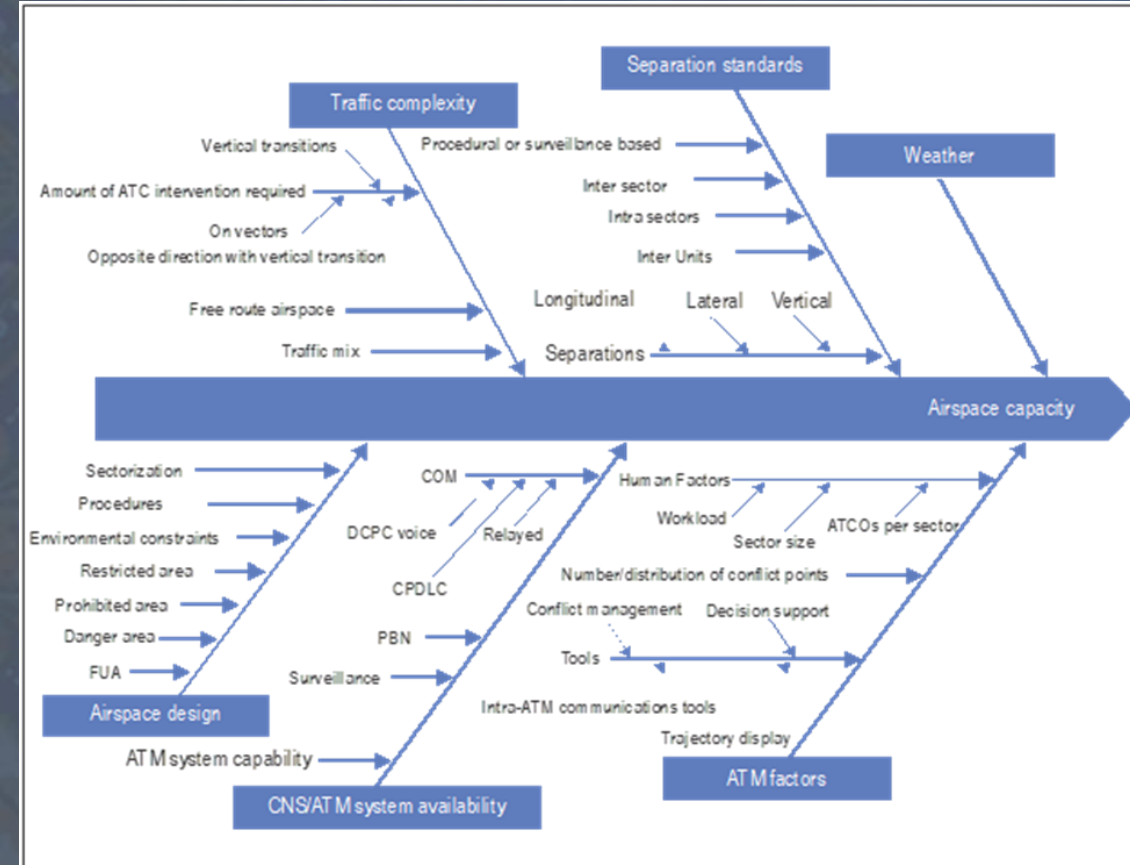 Separation standards
Traffic complexity
Weather
Vertical transitions
Procedural or surveillance based
Amount of ATC intervention required
Inter sector
On vectors
Intra sectors
Opposite direction with vertical transition
Inter Units
Longitudinal
Lateral
Vertical
Free route airspace
Traffic mix
Separations
Airspace capacity
Sectorization
COM
Human Factors
Procedures
DCPC voice
Relayed
Workload
ATCOs per sector
Environmental constraints
Sector size
Restricted area
CPDLC
Number/distribution of conflict points
Prohibited area
Conflict management
Decision support
Danger area
PBN
Tools
FUA
Surveillance
Airspace design
Intra-ATM communications tools
Trajectory display
ATM system capability
ATM factors
CNS/ATM system availability